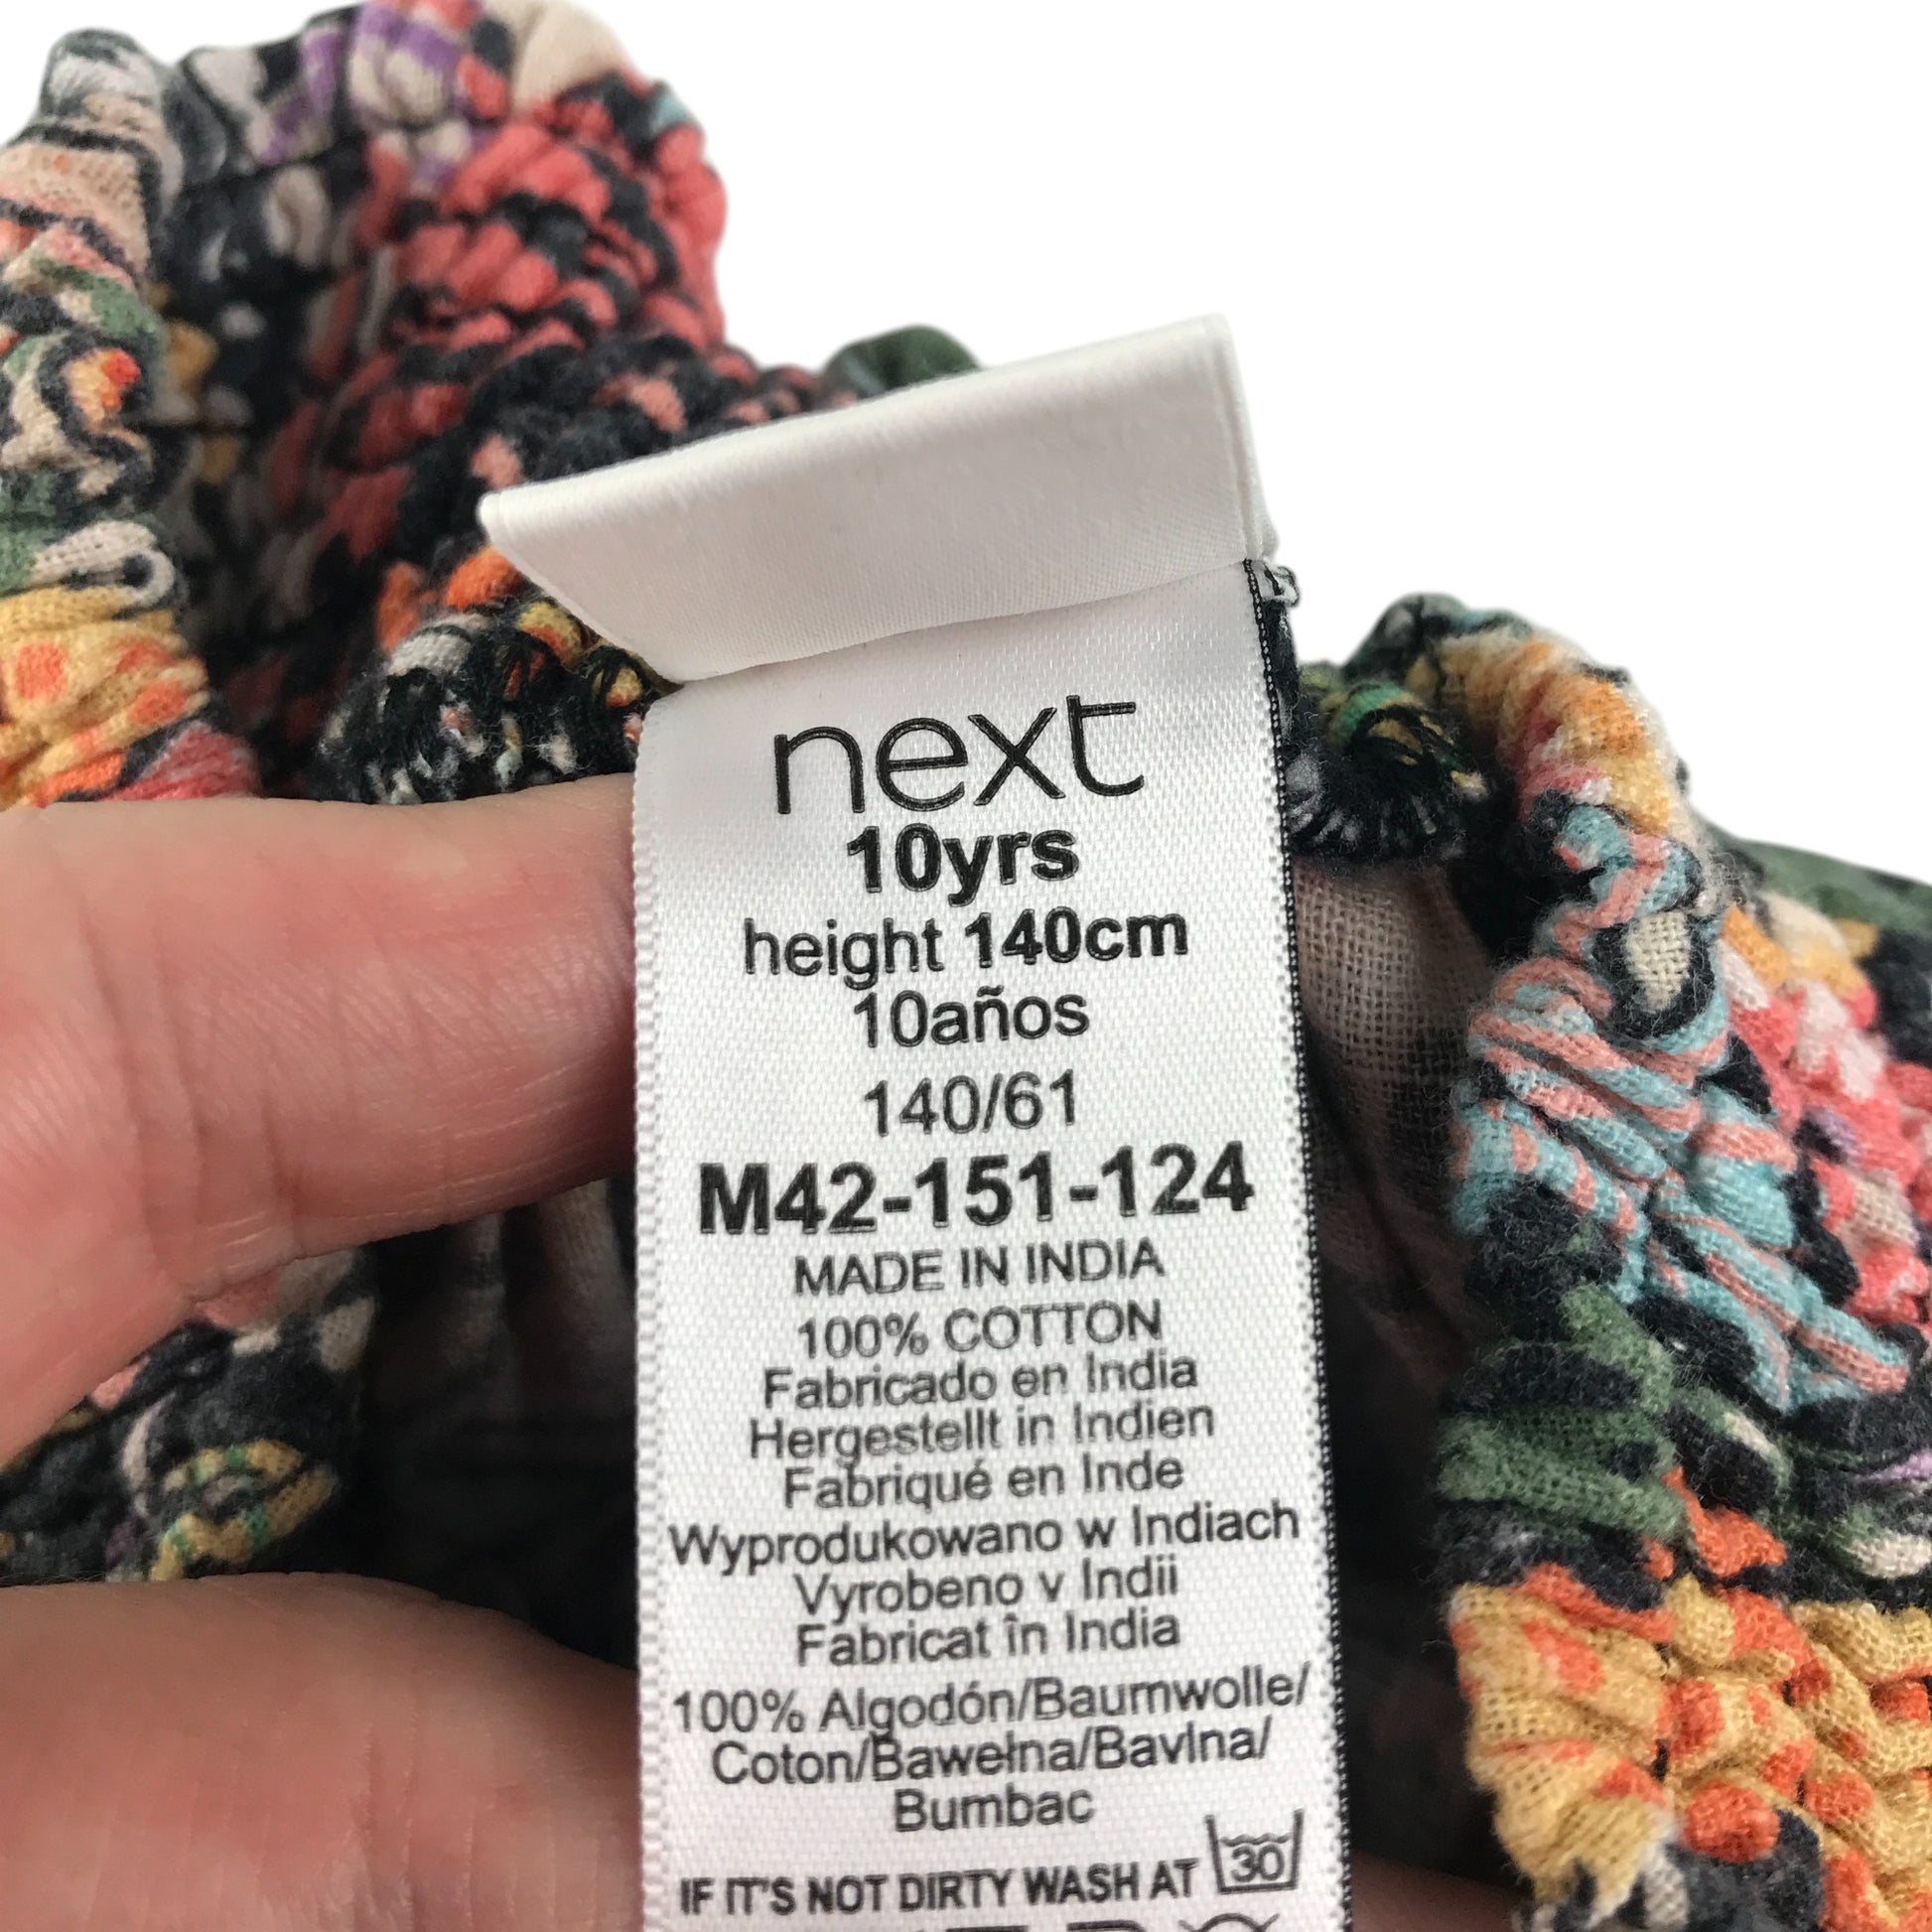 next
10yrs
height 140cm
10años
140/61
M42-151-124
MADE IN INDIA
100% COTTON
Fabricado en India
Hergestellt in Indien
Fabriqué en Inde
Wyprodukowano w Indiach
Vyrobeno v Indii
Fabricat în India
100% Algodón/Baumwolle/
Coton/Bawełna/Bavlna/
Bumbac
IF IT'S NOT DIRTY WASH AT 30